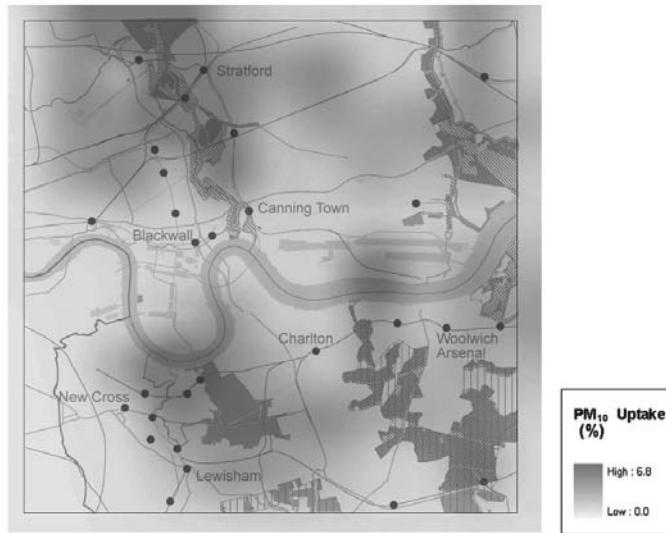 Stratford
Canning Town
Blackwall
Charlton
Woolwich
Arsenal
New Cross
Lewisham
PM₁₀ Uptake
(%)
High : 6.8
Low : 0.0